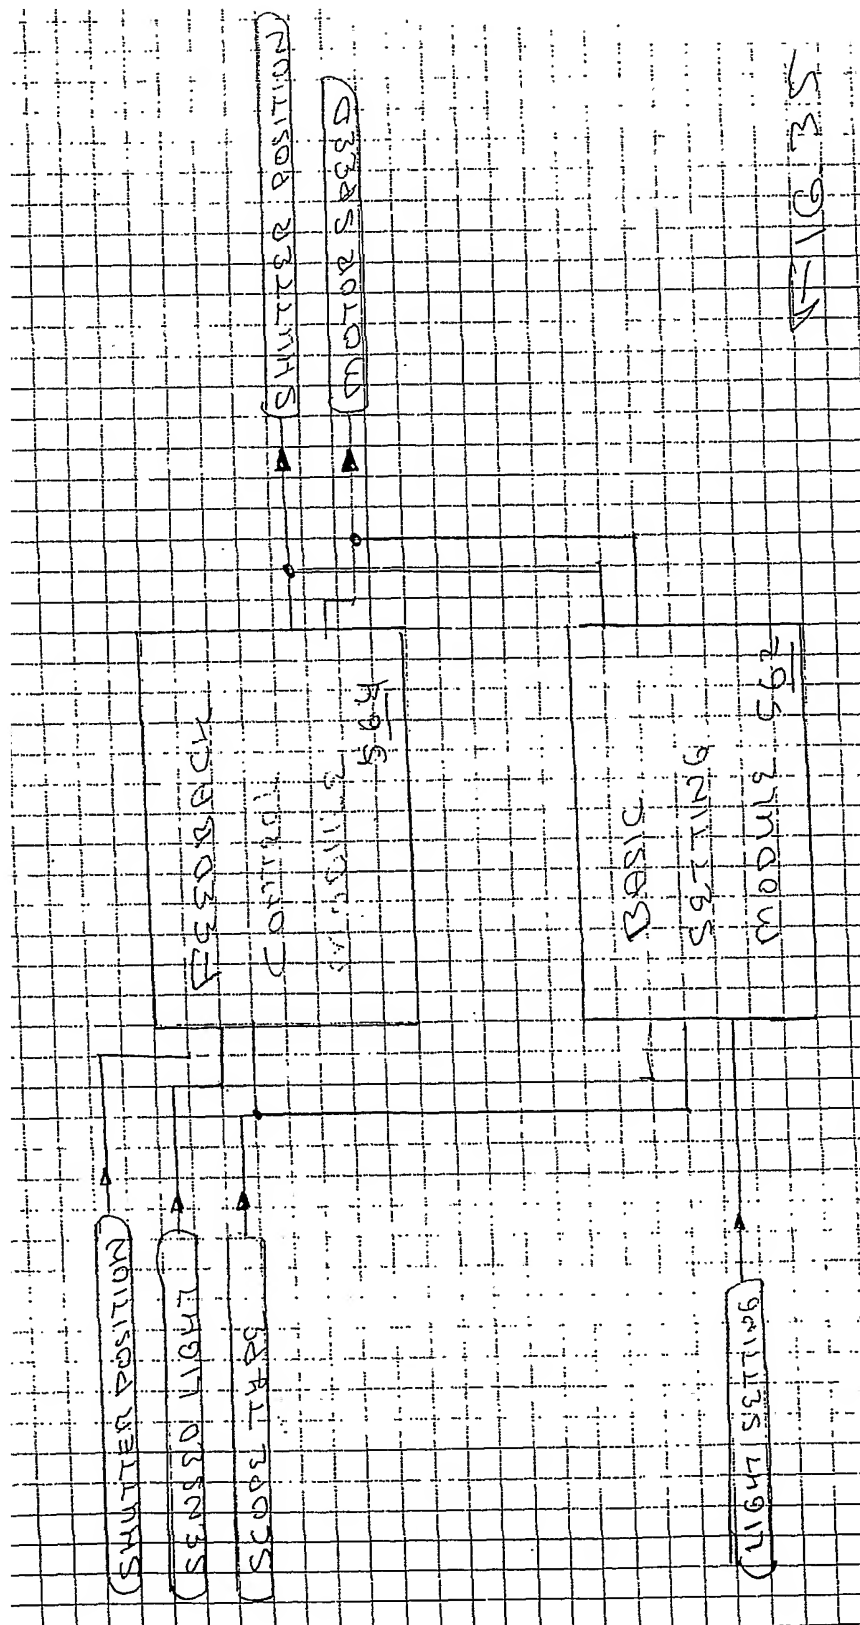 SHUTTER POSITION
SENSED LIGHT
SCOPE TAPS
LIGHT SETTING
FEEDBACK
CONTROL
MODULE
564
BASIC
SETTING
MODULE 562
SHUTTER POSITION
MOTOR SPEED
FIG 35